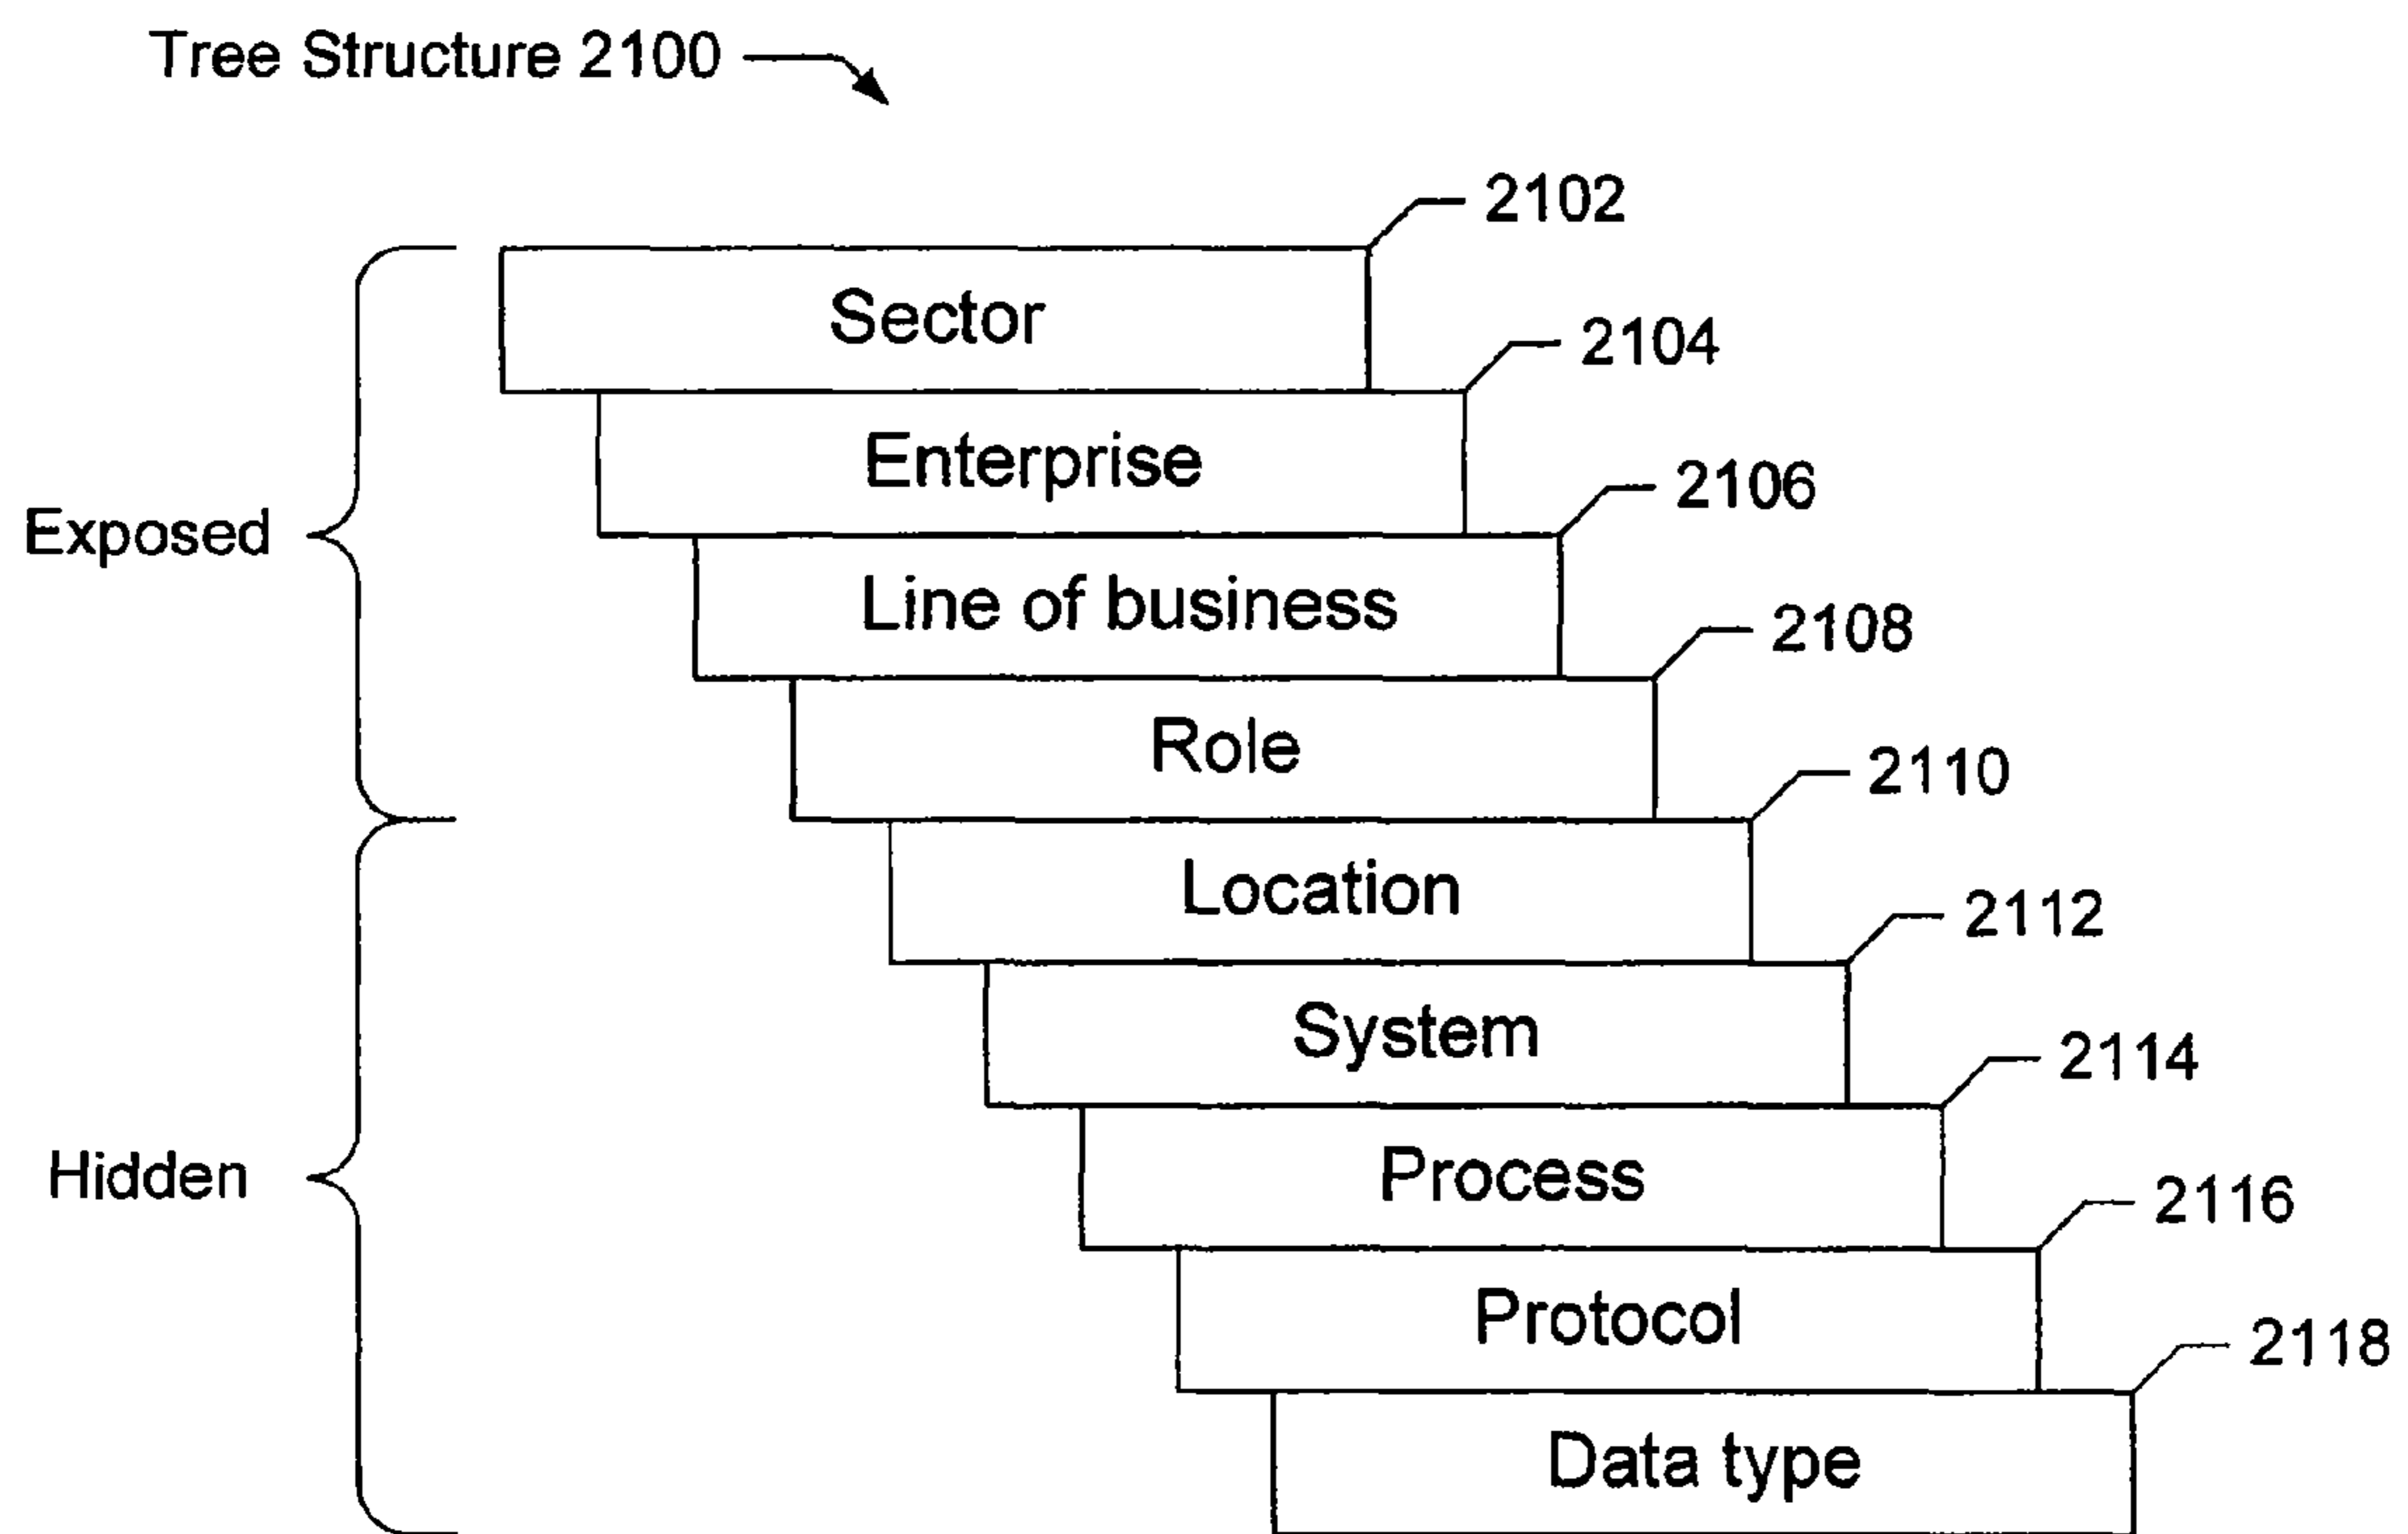 Tree Structure 2100
2102
Sector
2104
Enterprise
2106
Exposed
Line of business
2108
Role
2110
Location
2112
System
2114
Hidden
Process
2116
Protocol
2118
Data type